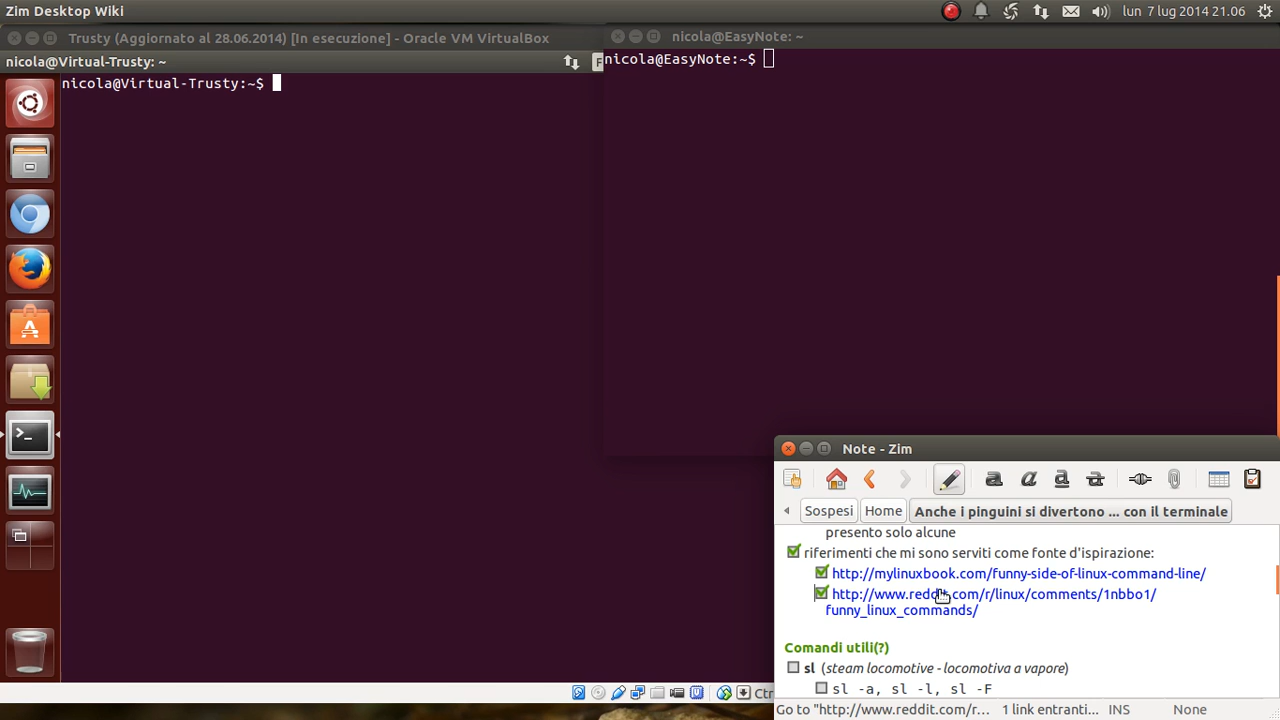 Zim Desktop Wiki
lun 7 lug 2014 21.06
Trusty (Aggiornato al 28.06.2014) [In esecuzione] - Oracle VM VirtualBox
nicola@Virtual-Trusty: ~
F
nicola@Virtual-Trusty:~$
nicola@EasyNote: ~
nicola@EasyNote:~$
Ctr
Note - Zim
Sospesi
Home
Anche i pinguini si divertono ... con il terminale
presento solo alcune
riferimenti che mi sono serviti come fonte d'ispirazione:
http://mylinuxbook.com/funny-side-of-linux-command-line/
http://www.reddit.com/r/linux/comments/1nbbo1/
funny_linux_commands/
Comandi utili(?)
sl (steam locomotive - locomotiva a vapore)
sl -a, sl -l, sl -F
Go to "http://www.reddit.com/r...
1 link entranti...
INS
None